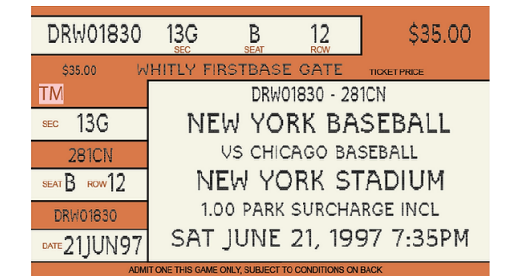 DRW01830 13G B 12 $35.00
SEC SEAT ROW
$35.00 WHITLY FIRSTBASE GATE TICKET PRICE
TM
SEC 13G
281CN
SEAT B ROW 12
DRW01830
DATE 21JUN97
DRW01830 - 281CN
NEW YORK BASEBALL
VS CHICAGO BASEBALL
NEW YORK STADIUM
1.00 PARK SURCHARGE INCL
SAT JUNE 21, 1997 7:35PM
ADMIT ONE THIS GAME ONLY, SUBJECT TO CONDITIONS ON BACK